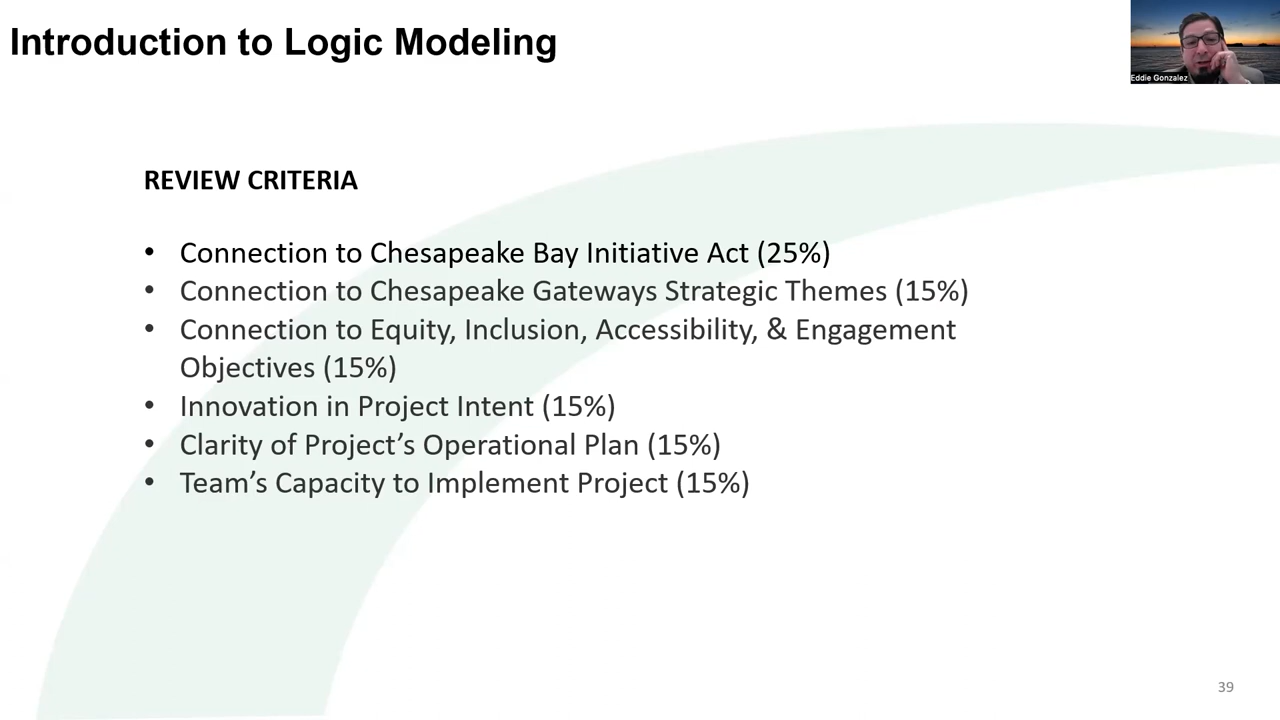 Introduction to Logic Modeling
Eddie Gonzalez
REVIEW CRITERIA
• Connection to Chesapeake Bay Initiative Act (25%)
• Connection to Chesapeake Gateways Strategic Themes (15%)
• Connection to Equity, Inclusion, Accessibility, & Engagement
Objectives (15%)
• Innovation in Project Intent (15%)
• Clarity of Project’s Operational Plan (15%)
• Team’s Capacity to Implement Project (15%)
39